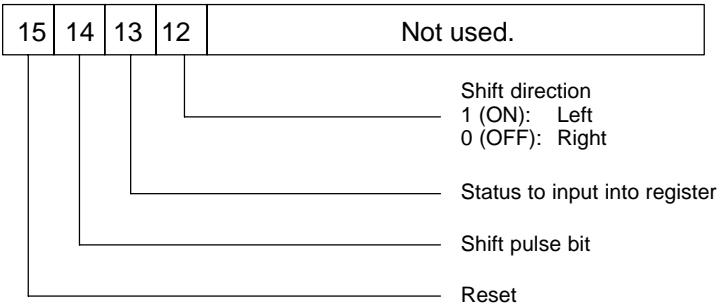 15 14 13 12 Not used.
Shift direction
1 (ON): Left
0 (OFF): Right
Status to input into register
Shift pulse bit
Reset